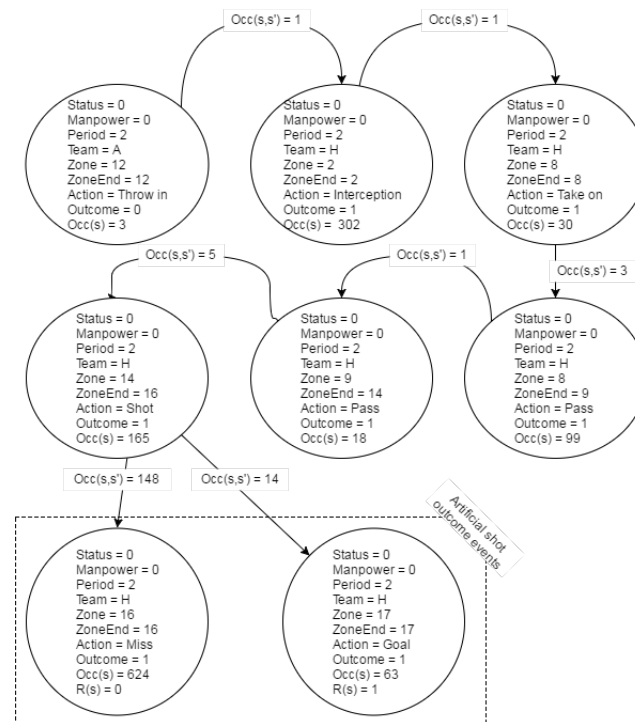 Occ(s,s') = 1
Occ(s,s') = 1
Status = 0
Manpower = 0
Period = 2
Team = A
Zone = 12
ZoneEnd = 12
Action = Throw in
Outcome = 0
Occ(s) = 3
Status = 0
Manpower = 0
Period = 2
Team = H
Zone = 2
ZoneEnd = 2
Action = Interception
Outcome = 1
Occ(s) = 302
Status = 0
Manpower = 0
Period = 2
Team = H
Zone = 8
ZoneEnd = 8
Action = Take on
Outcome = 1
Occ(s) = 30
Occ(s,s') = 5
Occ(s,s') = 1
Occ(s,s') = 3
Status = 0
Manpower = 0
Period = 2
Team = H
Zone = 14
ZoneEnd = 16
Action = Shot
Outcome = 1
Occ(s) = 165
Status = 0
Manpower = 0
Period = 2
Team = H
Zone = 9
ZoneEnd = 14
Action = Pass
Outcome = 1
Occ(s) = 18
Status = 0
Manpower = 0
Period = 2
Team = H
Zone = 8
ZoneEnd = 9
Action = Pass
Outcome = 1
Occ(s) = 99
Occ(s,s') = 148
Occ(s,s') = 14
Artificial shot
outcome events
Status = 0
Manpower = 0
Period = 2
Team = H
Zone = 16
ZoneEnd = 16
Action = Miss
Outcome = 1
Occ(s) = 624
R(s) = 0
Status = 0
Manpower = 0
Period = 2
Team = H
Zone = 17
ZoneEnd = 17
Action = Goal
Outcome = 1
Occ(s) = 63
R(s) = 1